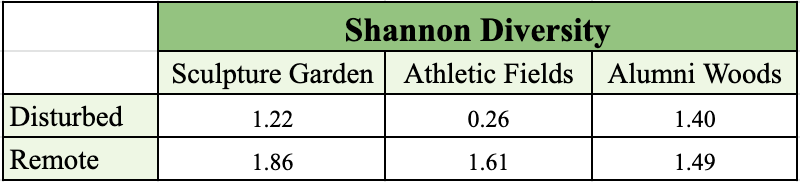 Shannon Diversity
Sculpture Garden Athletic Fields Alumni Woods
Disturbed 1.22 0.26 1.40
Remote 1.86 1.61 1.49